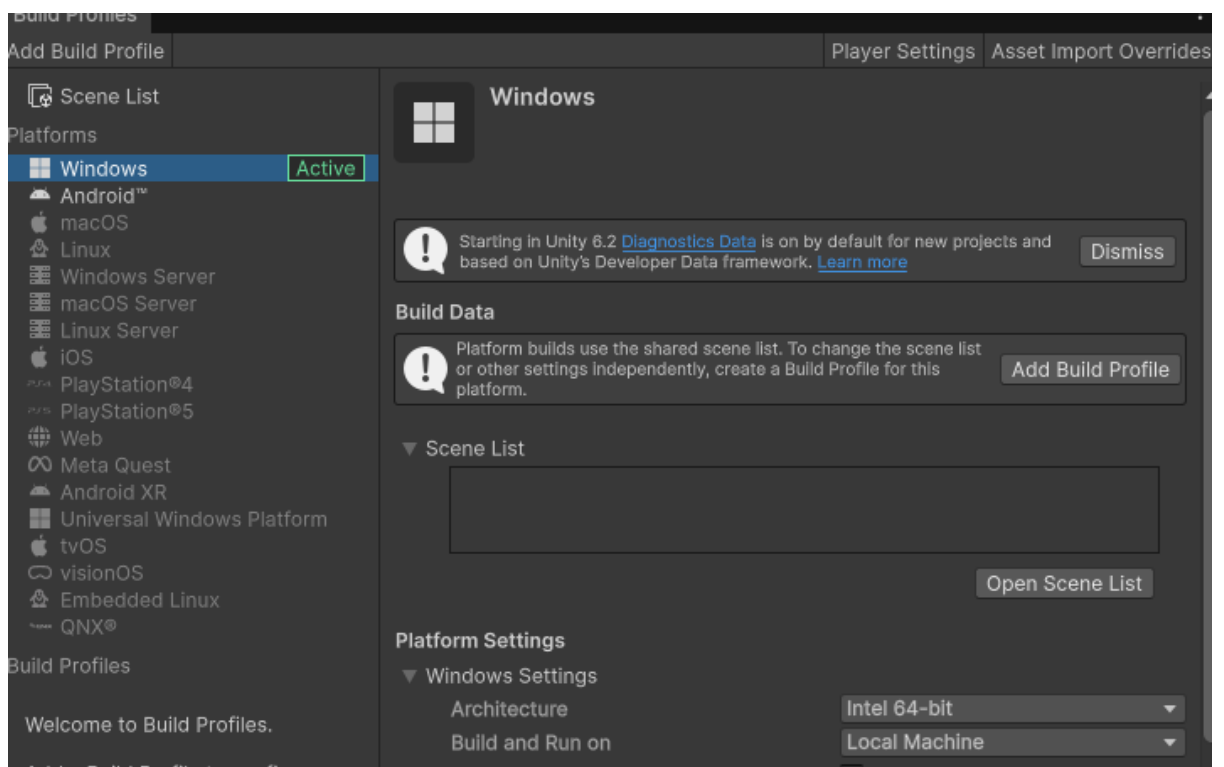 Build Profiles
Add Build Profile
Player Settings
Asset Import Overrides
Scene List
Platforms
Windows
Active
Android™
macOS
Linux
Windows Server
macOS Server
Linux Server
iOS
PlayStation®4
PlayStation®5
Web
Meta Quest
Android XR
Universal Windows Platform
tvOS
visionOS
Embedded Linux
QNX®
Build Profiles
Welcome to Build Profiles.
Windows
Starting in Unity 6.2 Diagnostics Data is on by default for new projects and
based on Unity's Developer Data framework. Learn more
Dismiss
Build Data
Platform builds use the shared scene list. To change the scene list
or other settings independently, create a Build Profile for this
platform.
Add Build Profile
Scene List
Open Scene List
Platform Settings
Windows Settings
Architecture
Intel 64-bit
Build and Run on
Local Machine